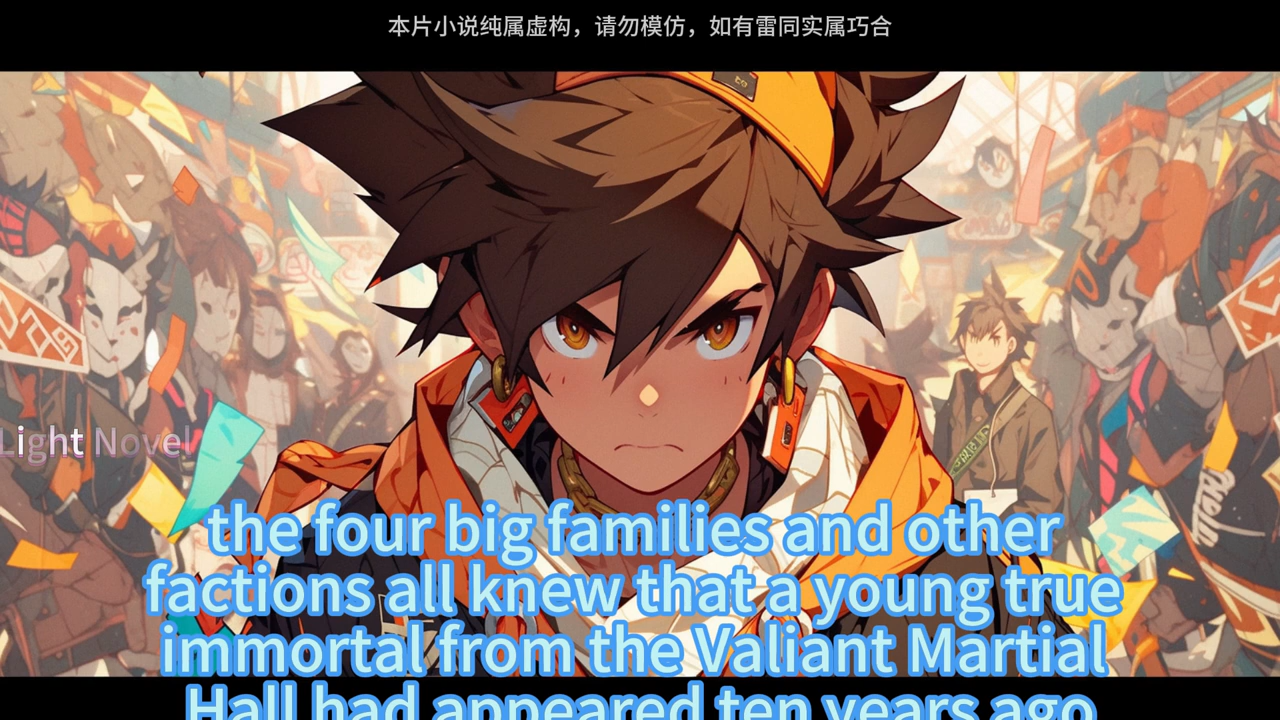 本片小说纯属虚构，请勿模仿，如有雷同实属巧合
Light Novel
the four big families and other
factions all knew that a young true
immortal from the Valiant Martial
Hall had appeared ten years ago